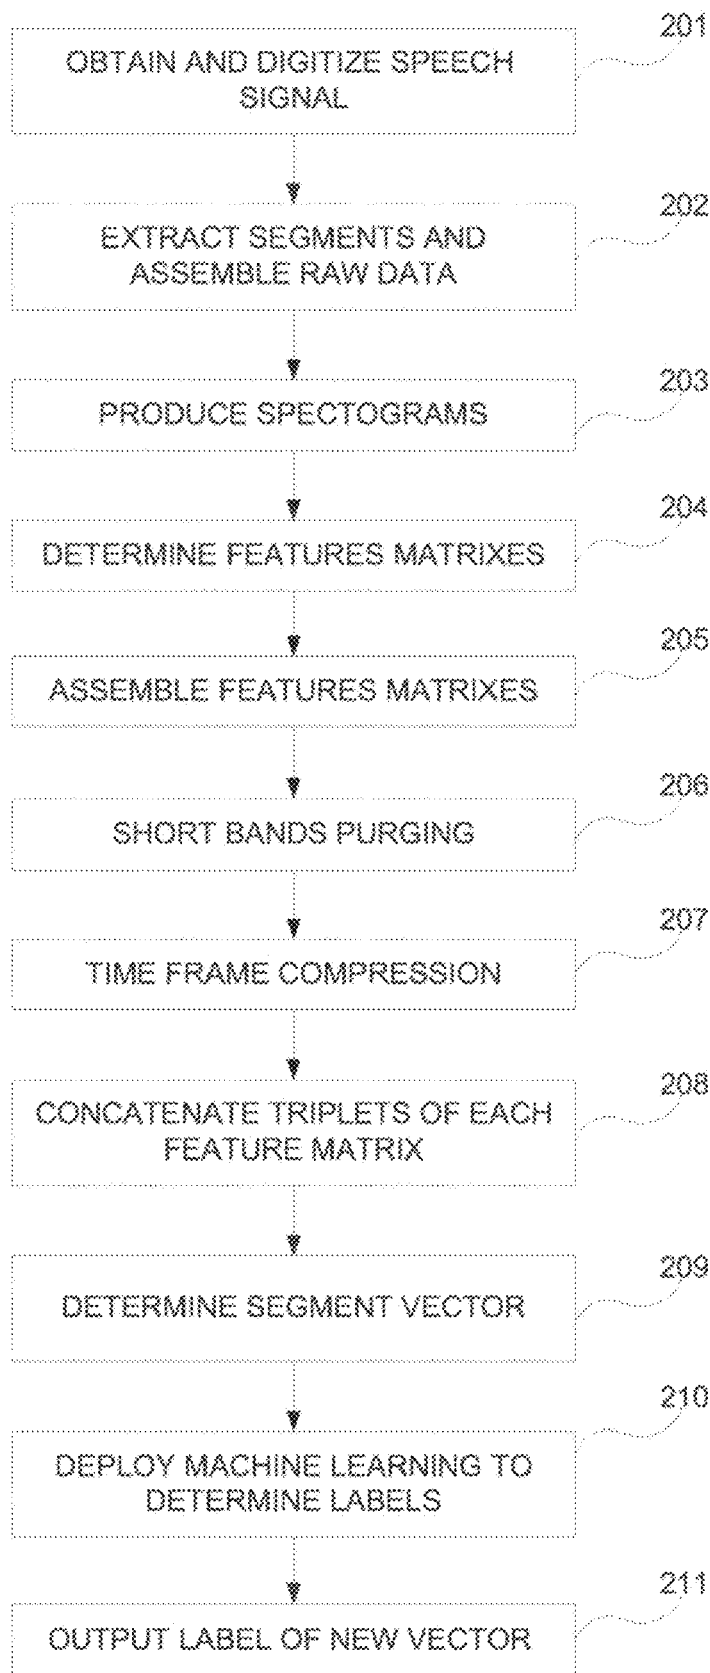 201
OBTAIN AND DIGITIZE SPEECH
SIGNAL
202
EXTRACT SEGMENTS AND
ASSEMBLE RAW DATA
203
PRODUCE SPECTOGRAMS
204
DETERMINE FEATURES MATRIXES
205
ASSEMBLE FEATURES MATRIXES
206
SHORT BANDS PURGING
207
TIME FRAME COMPRESSION
208
CONCATENATE TRIPLETS OF EACH
FEATURE MATRIX
209
DETERMINE SEGMENT VECTOR
210
DEPLOY MACHINE LEARNING TO
DETERMINE LABELS
211
OUTPUT LABEL OF NEW VECTOR